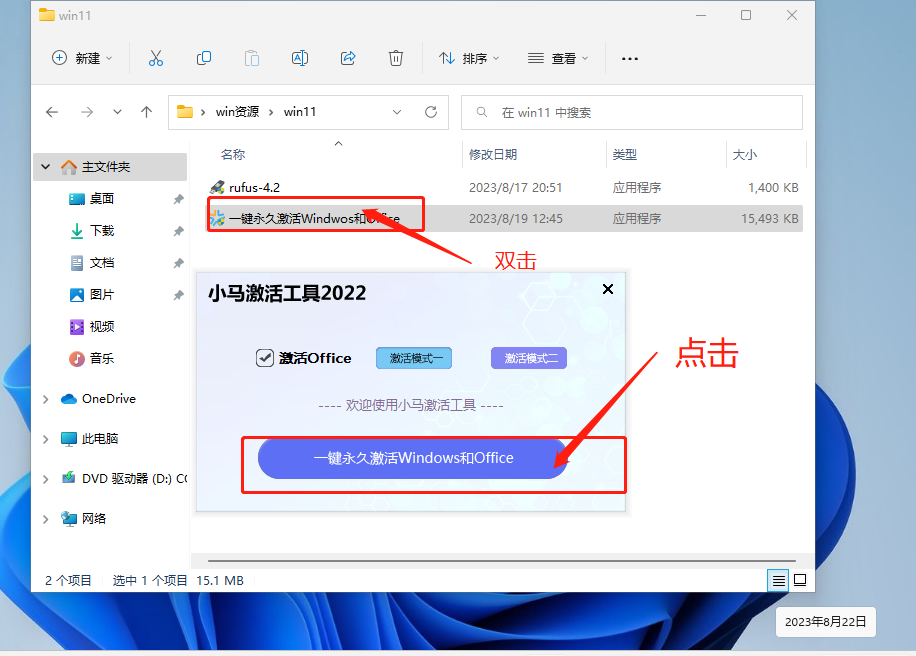 win11
新建
排序
查看
win资源
win11
在 win11 中搜索
名称
修改日期
类型
大小
主文件夹
rufus-4.2
2023/8/17 20:51
应用程序
1,400 KB
桌面
一键永久激活Windwos和Office
2023/8/19 12:45
应用程序
15,493 KB
下载
双击
文档
小马激活工具2022
图片
视频
音乐
激活Office
激活模式一
激活模式二
点击
OneDrive
---- 欢迎使用小马激活工具 ----
此电脑
一键永久激活Windows和Office
DVD 驱动器 (D:) CC
网络
2 个项目
选中 1 个项目 15.1 MB
2023年8月22日